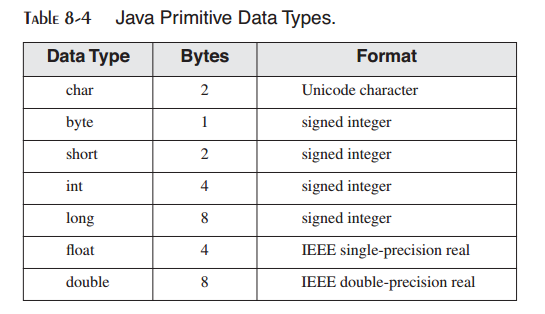 Table 8-4 Java Primitive Data Types.
Data Type Bytes Format
char 2 Unicode character
byte 1 signed integer
short 2 signed integer
int 4 signed integer
long 8 signed integer
float 4 IEEE single-precision real
double 8 IEEE double-precision real